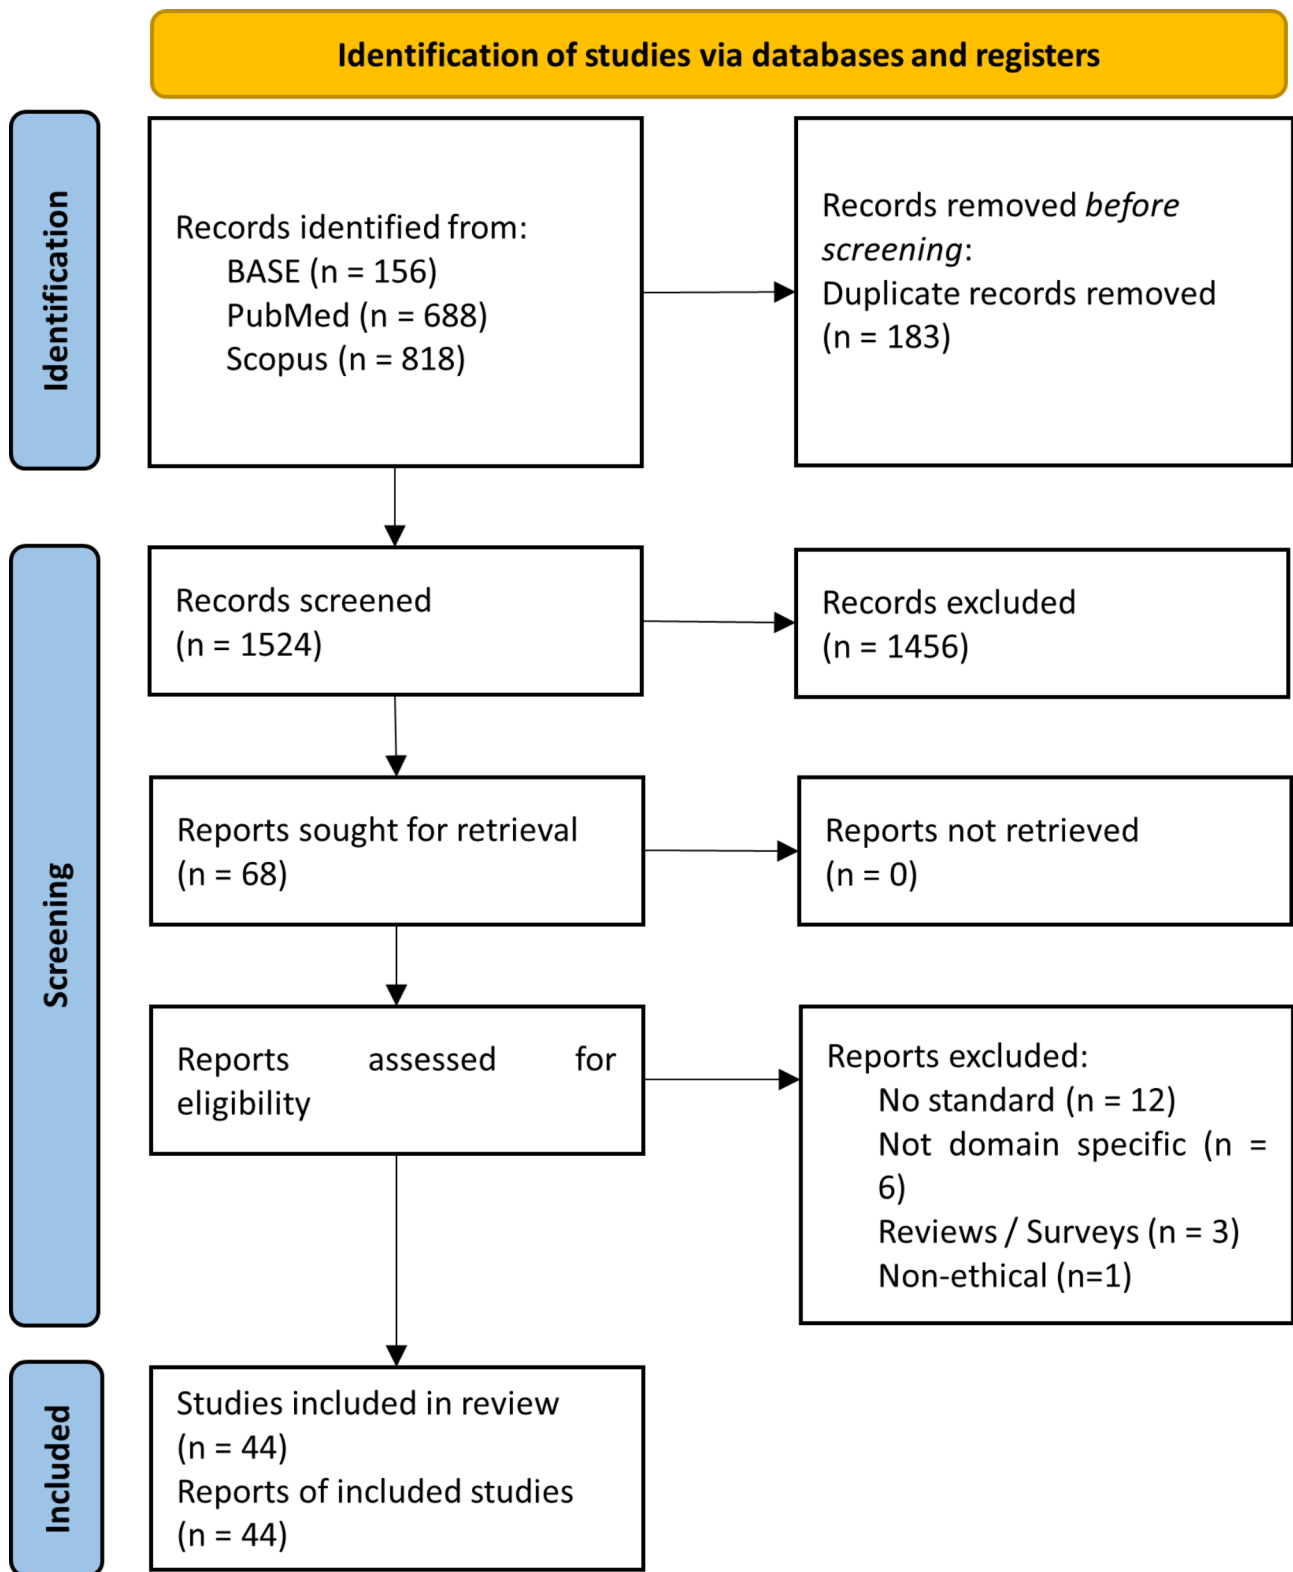 Identification of studies via databases and registers
Identification
Records identified from:
BASE (n = 156)
PubMed (n = 688)
Scopus (n = 818)
Records removed before
screening:
Duplicate records removed
(n = 183)
Screening
Records screened
(n = 1524)
Records excluded
(n = 1456)
Reports sought for retrieval
(n = 68)
Reports not retrieved
(n = 0)
Reports assessed for
eligibility
Reports excluded:
No standard (n = 12)
Not domain specific (n =
6)
Reviews / Surveys (n = 3)
Non-ethical (n=1)
Included
Studies included in review
(n = 44)
Reports of included studies
(n = 44)